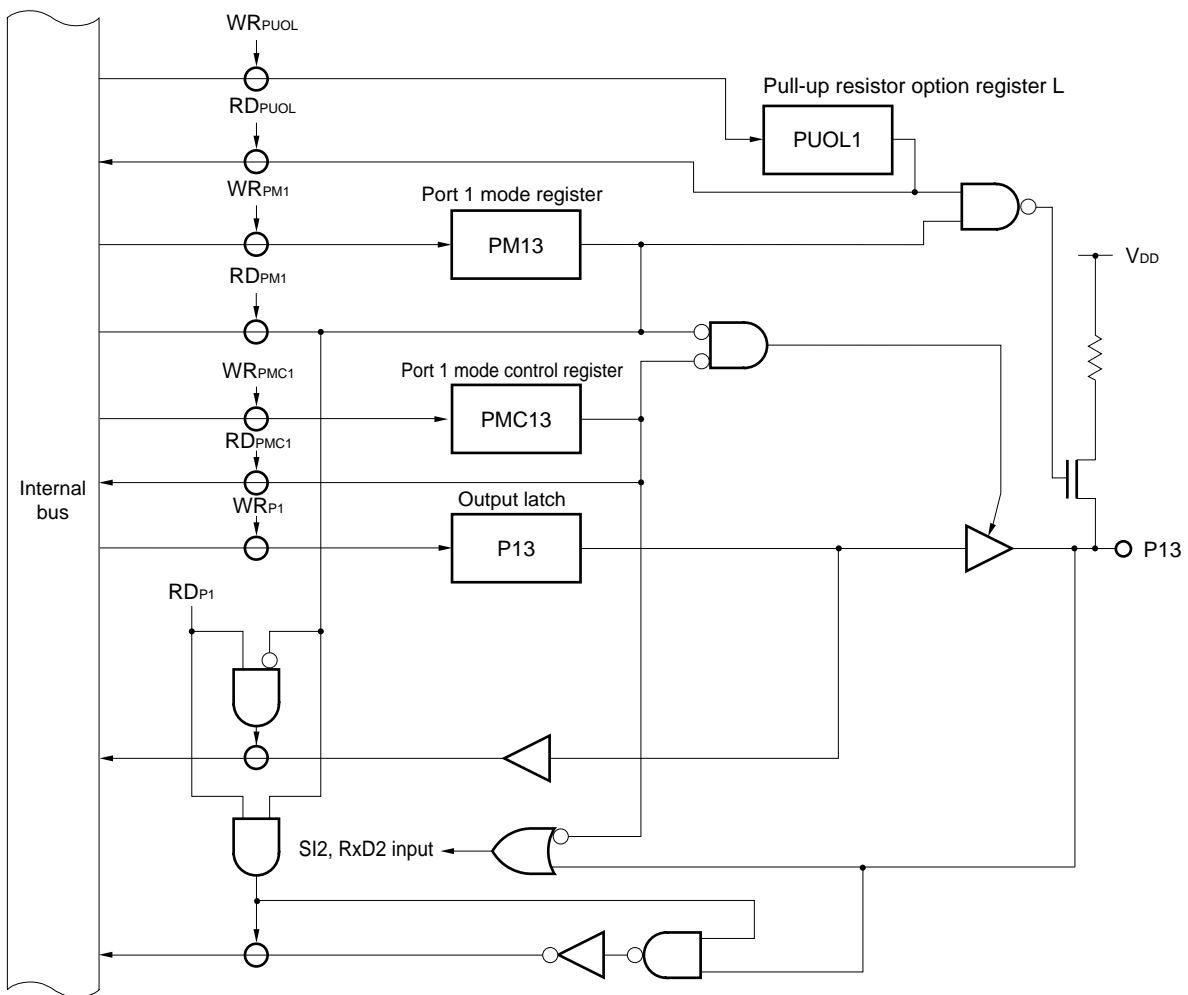 WRPUOL
RDPUOL
Pull-up resistor option register L
PUOL1
WRPM1
Port 1 mode register
PM13
VDD
RDPM1
WRPMC1
Port 1 mode control register
PMC13
RDPMC1
Internal
bus
WRP1
Output latch
P13
P13
RDP1
SI2, RxD2 input